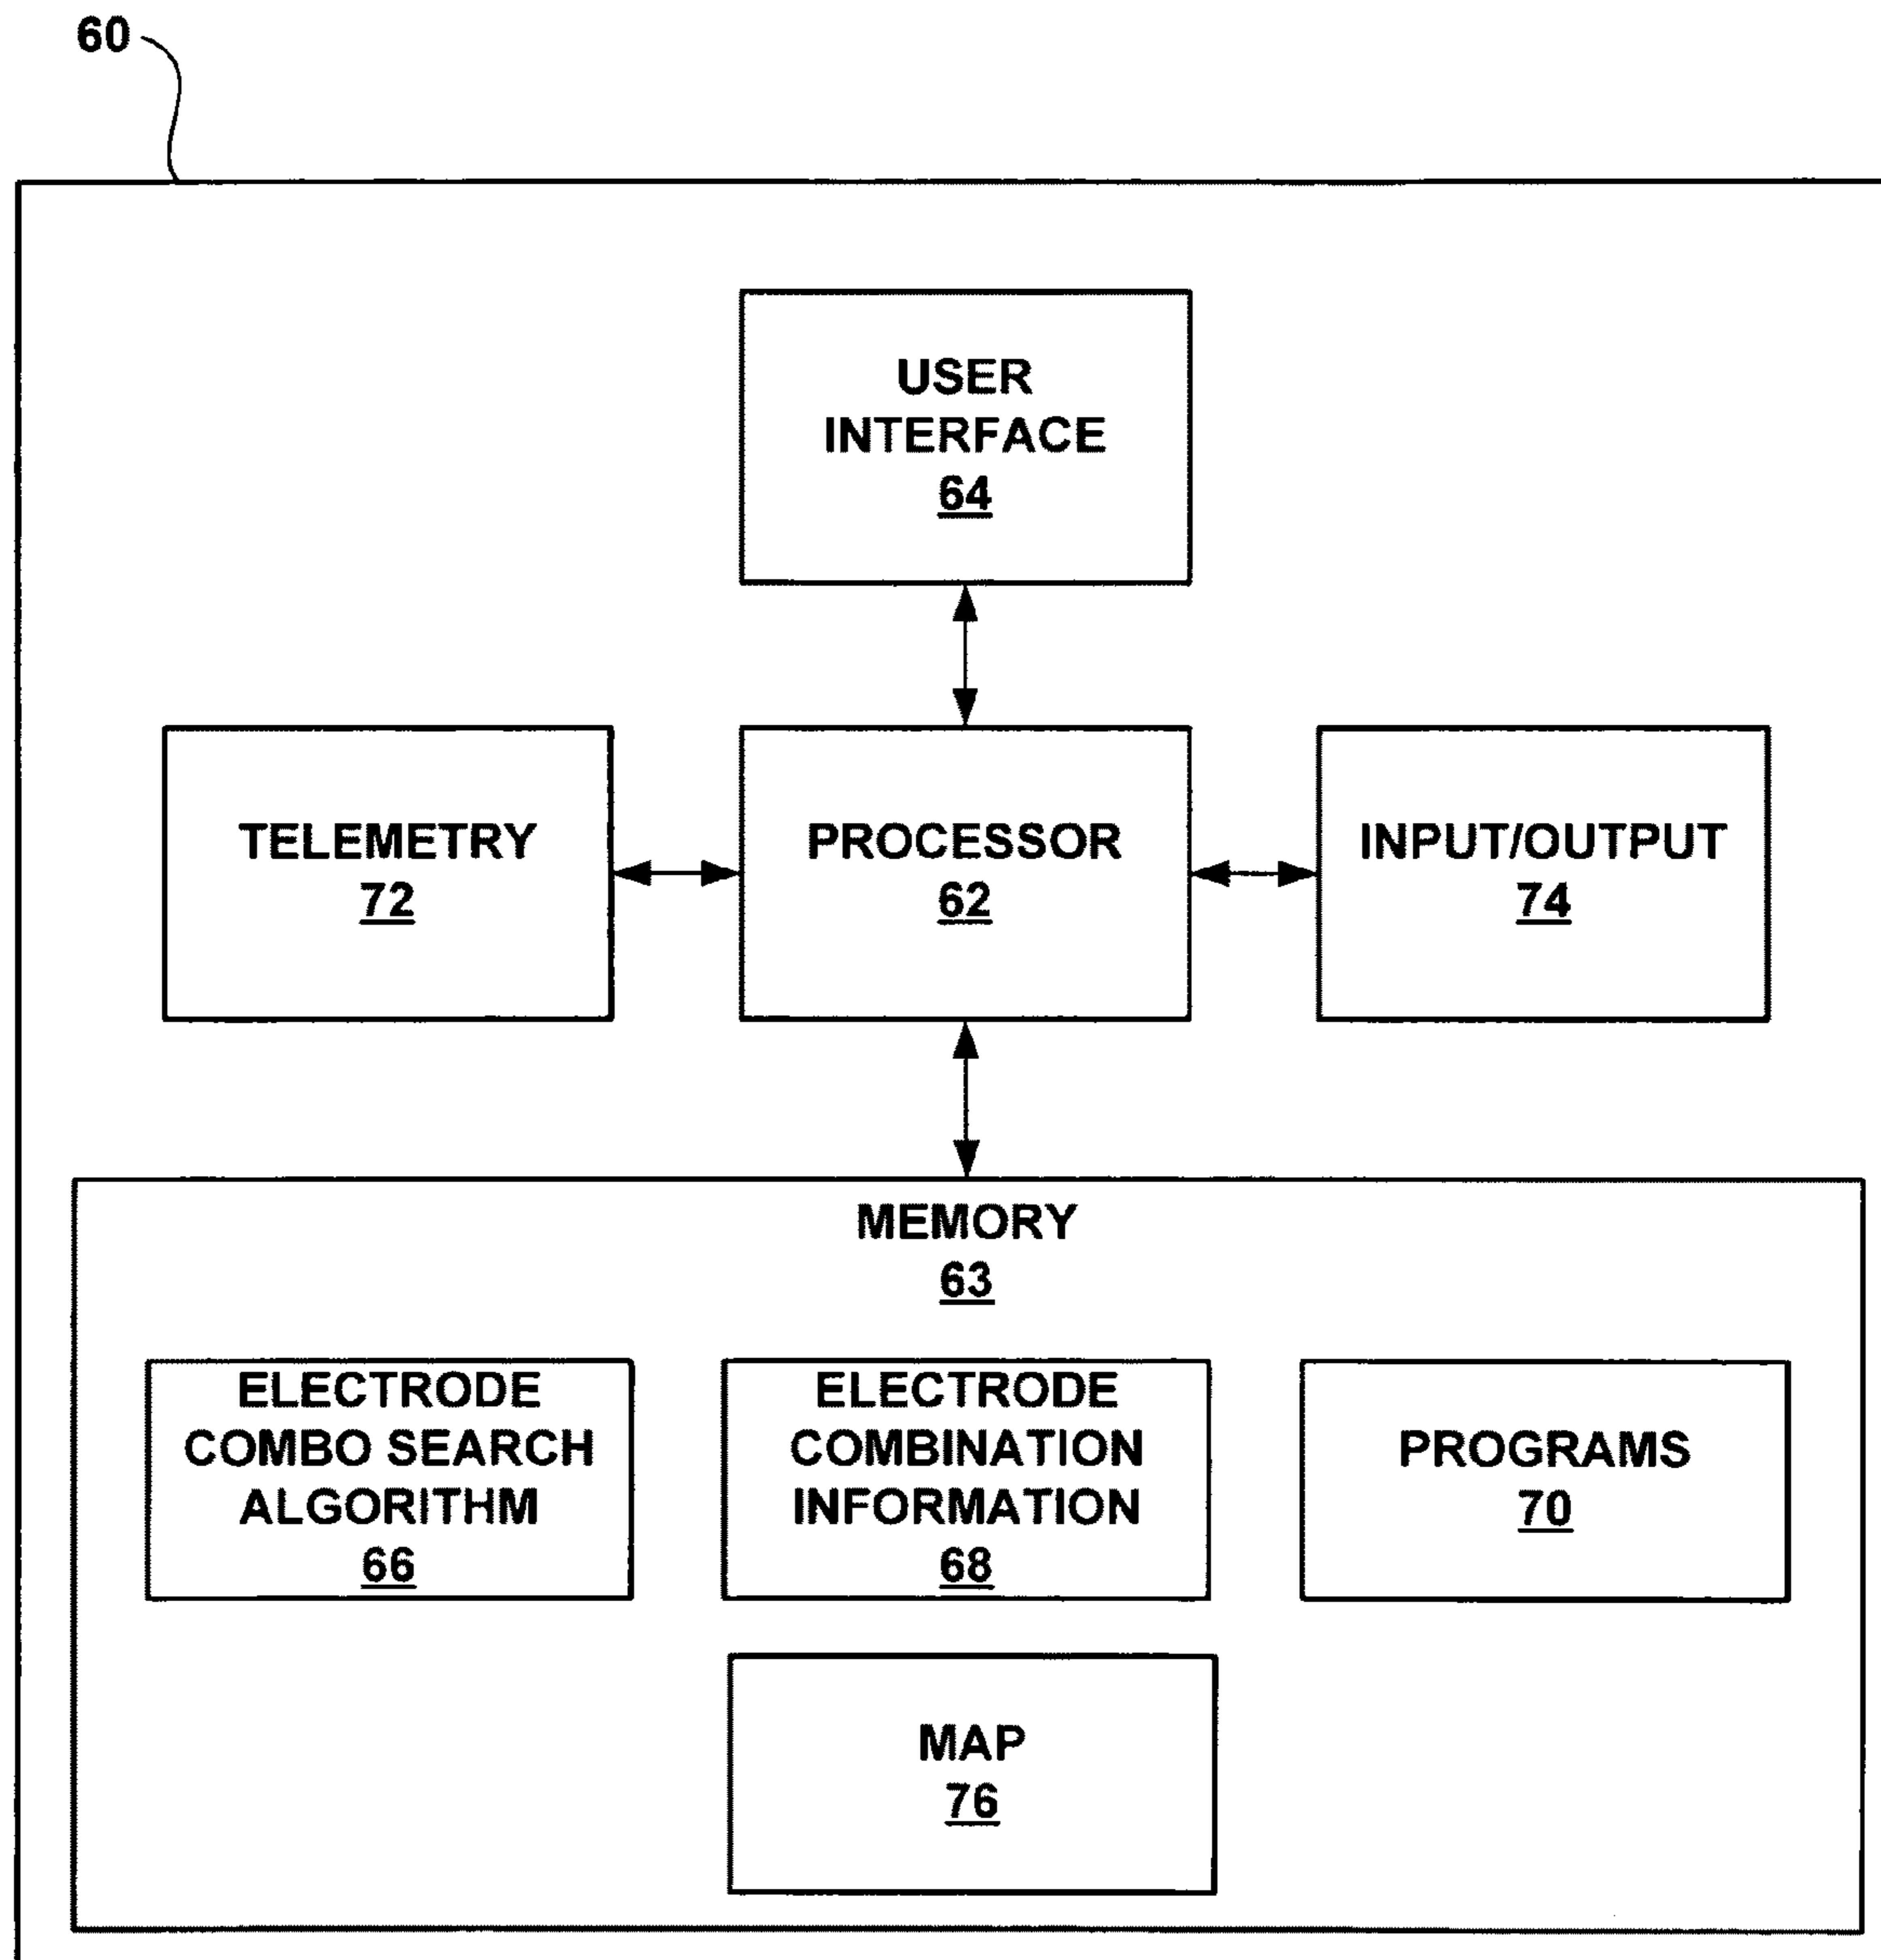 60
USER
INTERFACE
64
TELEMETRY
72
PROCESSOR
62
INPUT/OUTPUT
74
MEMORY
63
ELECTRODE
COMBO SEARCH
ALGORITHM
66
ELECTRODE
COMBINATION
INFORMATION
68
PROGRAMS
70
MAP
76